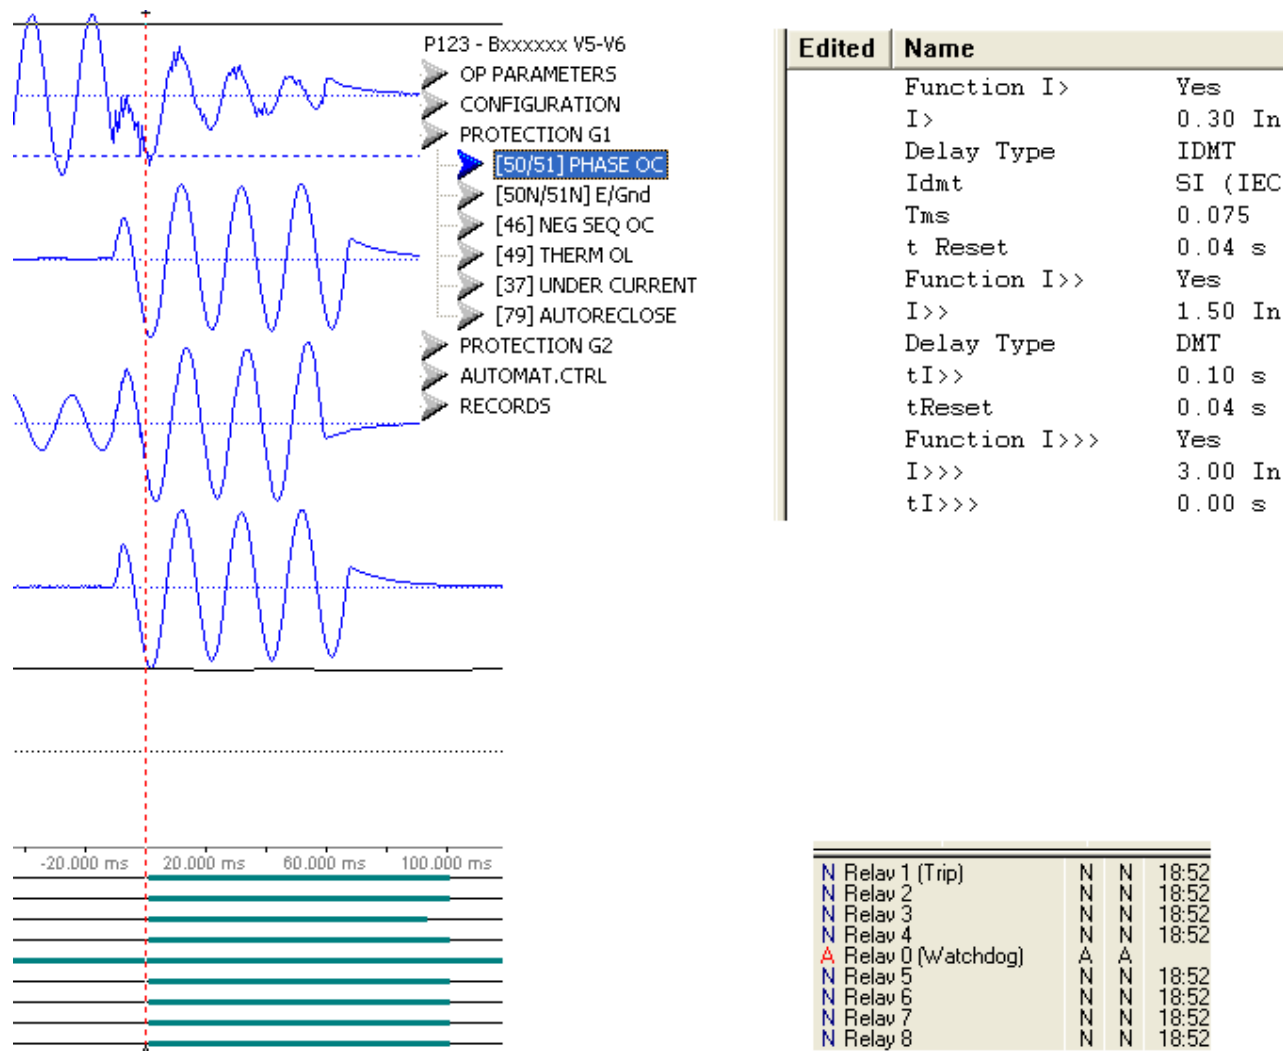 P123 - Bxxxxxx V5-V6
OP PARAMETERS
CONFIGURATION
PROTECTION G1
[50/51] PHASE OC
[50N/51N] E/Gnd
[46] NEG SEQ OC
[49] THERM OL
[37] UNDER CURRENT
[79] AUTORECLOSE
PROTECTION G2
AUTOMAT.CTRL
RECORDS
Edited Name
Function I> Yes
I> 0.30 In
Delay Type IDMT
Idmt SI (IEC
Tms 0.075
t Reset 0.04 s
Function I>> Yes
I>> 1.50 In
Delay Type DMT
tI>> 0.10 s
tReset 0.04 s
Function I>>> Yes
I>>> 3.00 In
tI>>> 0.00 s
-20.000 ms 20.000 ms 60.000 ms 100.000 ms
N Relay 1 (Trip) N N 18:52
N Relay 2 N N 18:52
N Relay 3 N N 18:52
N Relay 4 N N 18:52
A Relay 0 (Watchdog) A A
N Relay 5 N N 18:52
N Relay 6 N N 18:52
N Relay 7 N N 18:52
N Relay 8 N N 18:52